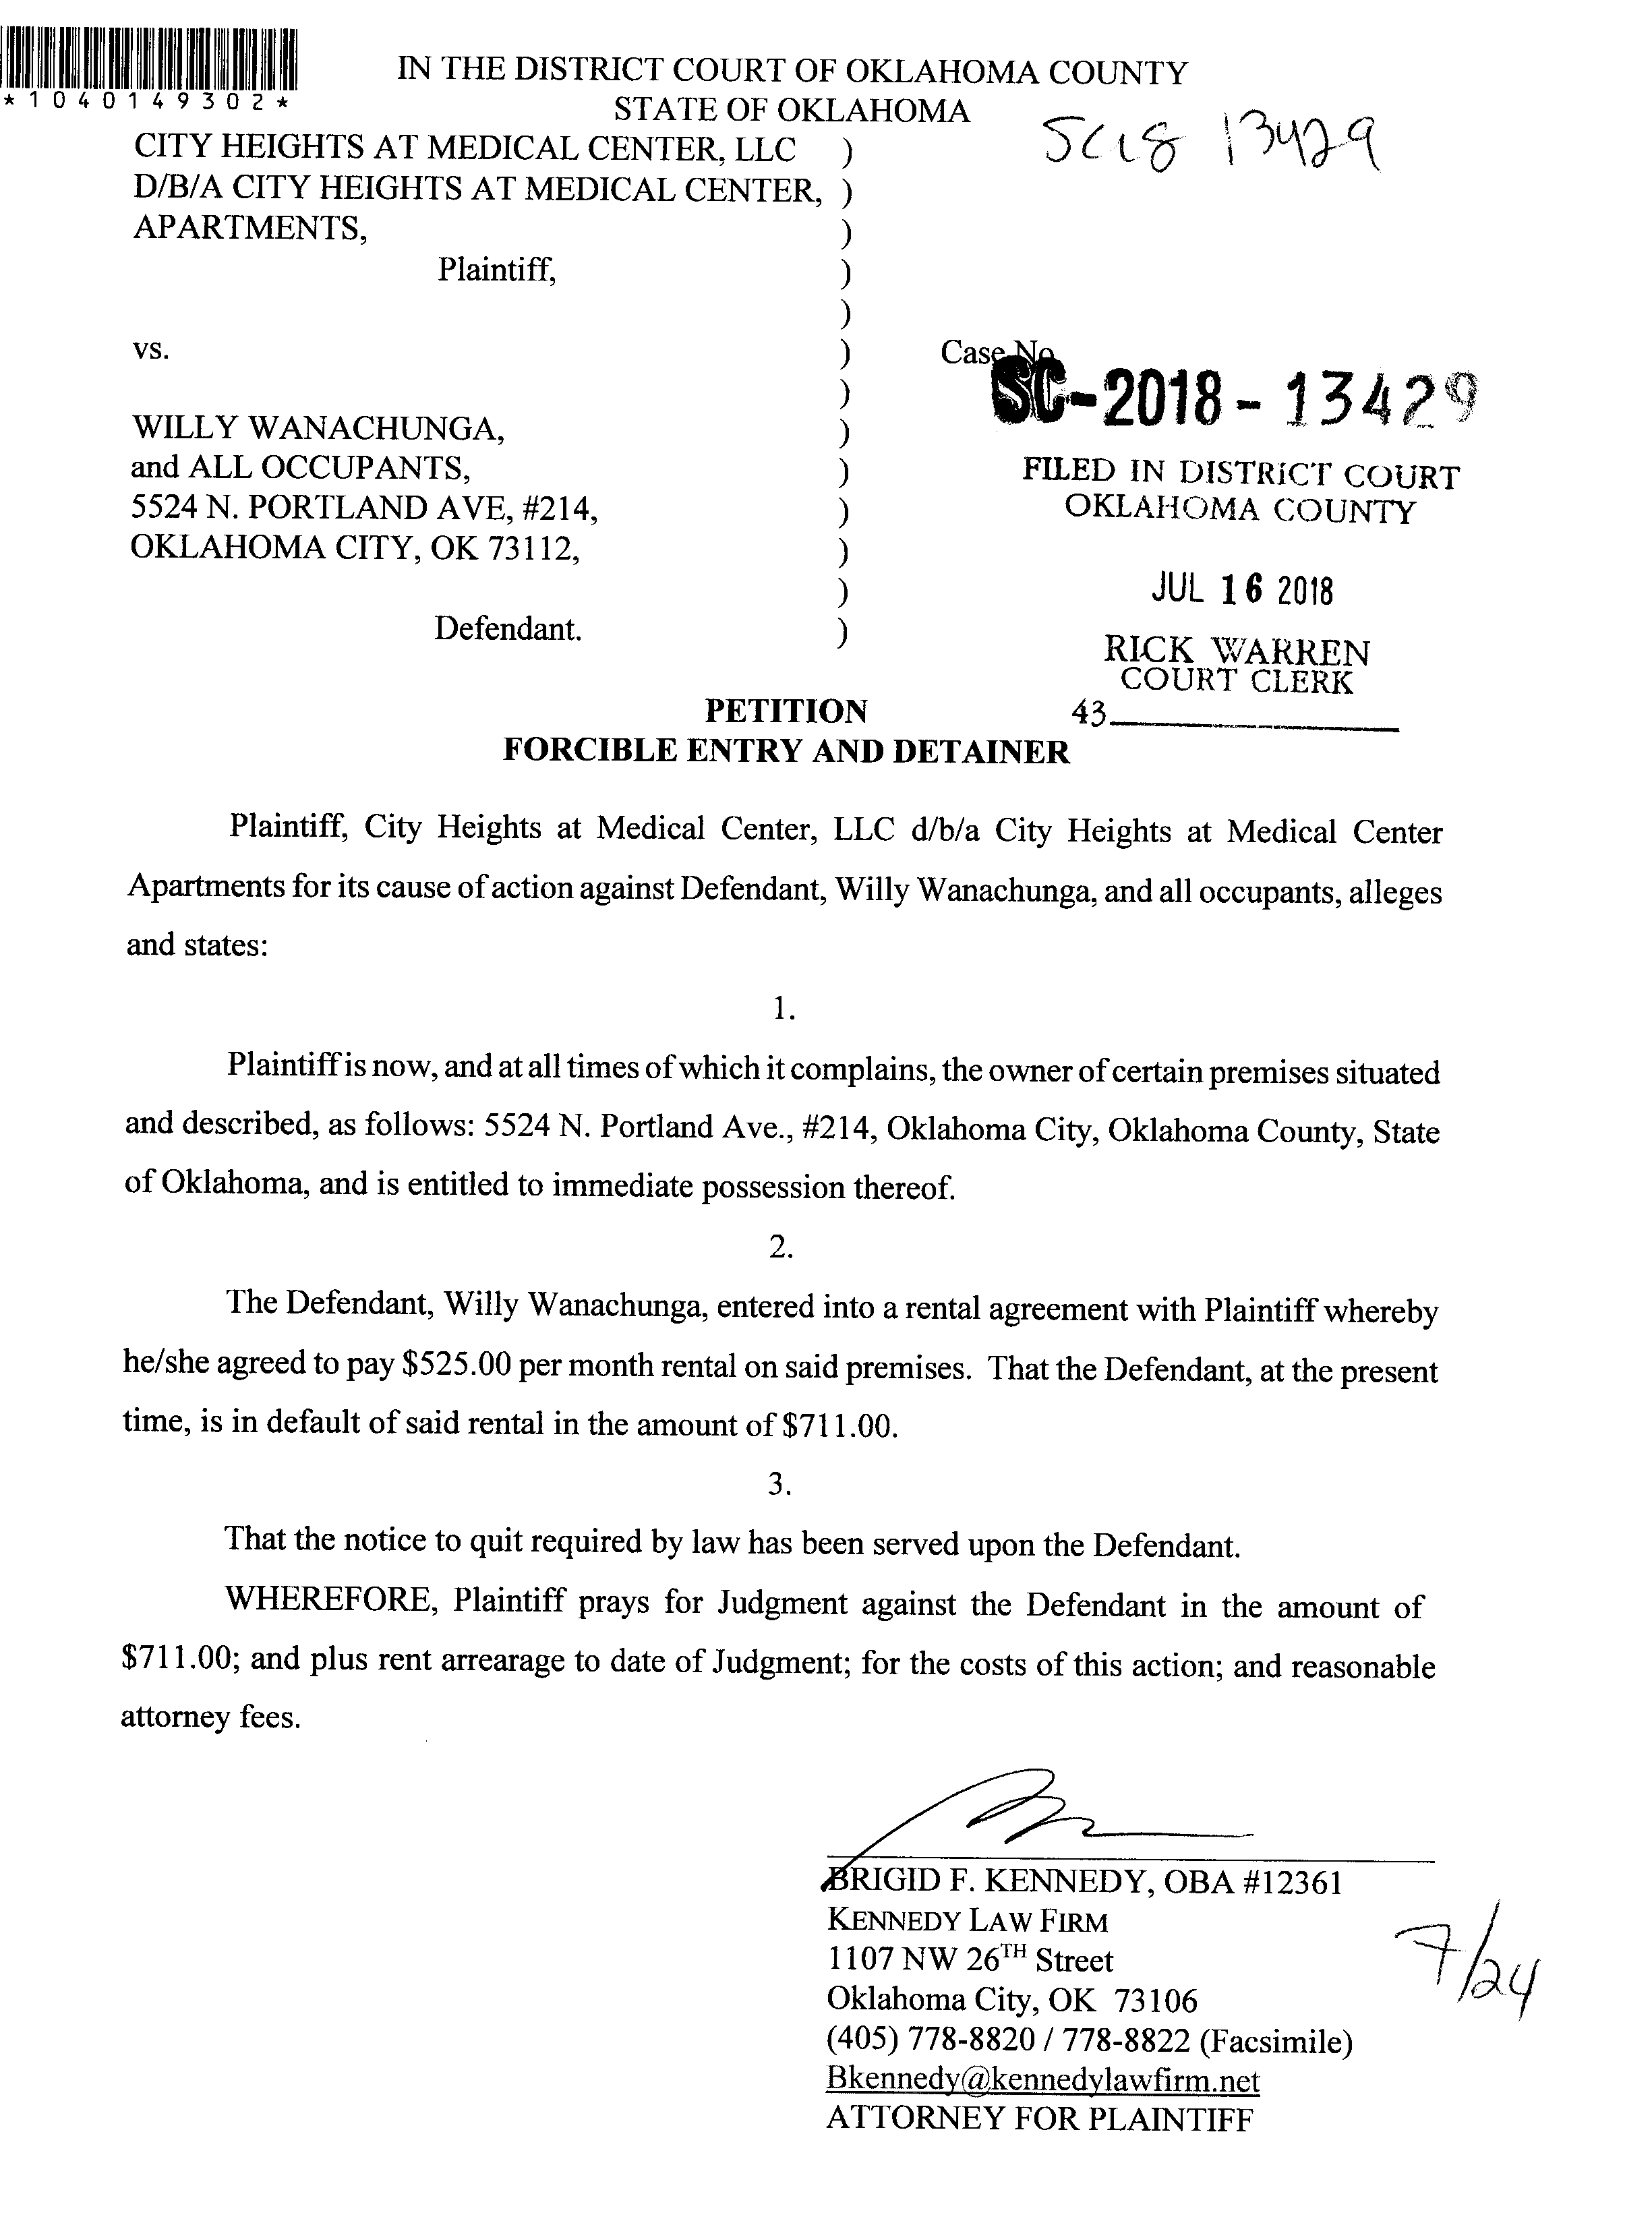 *1040149302*
IN THE DISTRICT COURT OF OKLAHOMA COUNTY
STATE OF OKLAHOMA
SC18 13429
CITY HEIGHTS AT MEDICAL CENTER, LLC )
D/B/A CITY HEIGHTS AT MEDICAL CENTER, )
APARTMENTS, )
Plaintiff, )
)
vs. ) Case No.
SC-2018-13429
)
WILLY WANACHUNGA, )
and ALL OCCUPANTS, )
FILED IN DISTRICT COURT
5524 N. PORTLAND AVE, #214, )
OKLAHOMA COUNTY
OKLAHOMA CITY, OK 73112, )
)
JUL 16 2018
Defendant. )
RICK WARREN
COURT CLERK
43
PETITION
FORCIBLE ENTRY AND DETAINER
Plaintiff, City Heights at Medical Center, LLC d/b/a City Heights at Medical Center
Apartments for its cause of action against Defendant, Willy Wanachunga, and all occupants, alleges
and states:
1.
Plaintiff is now, and at all times of which it complains, the owner of certain premises situated
and described, as follows: 5524 N. Portland Ave., #214, Oklahoma City, Oklahoma County, State
of Oklahoma, and is entitled to immediate possession thereof.
2.
The Defendant, Willy Wanachunga, entered into a rental agreement with Plaintiff whereby
he/she agreed to pay $525.00 per month rental on said premises. That the Defendant, at the present
time, is in default of said rental in the amount of $711.00.
3.
That the notice to quit required by law has been served upon the Defendant.
WHEREFORE, Plaintiff prays for Judgment against the Defendant in the amount of
$711.00; and plus rent arrearage to date of Judgment; for the costs of this action; and reasonable
attorney fees.
BRIGID F. KENNEDY, OBA #12361
KENNEDY LAW FIRM
1107 NW 26TH Street
Oklahoma City, OK 73106
(405) 778-8820 / 778-8822 (Facsimile)
Bkennedy@kennedylawfirm.net
ATTORNEY FOR PLAINTIFF
7/24